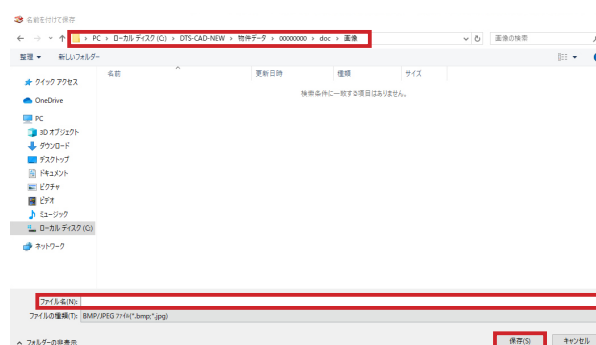 名前を付けて保存
PC › ローカル ディスク (C:) › DTS-CAD-NEW › 物件データ › 00000000 › doc › 画像
画像の検索
整理 新しいフォルダー
名前 更新日時 種類 サイズ
検索条件に一致する項目はありません。
クイック アクセス
OneDrive
PC
3D オブジェクト
ダウンロード
デスクトップ
ドキュメント
ピクチャ
ビデオ
ミュージック
ローカル ディスク (C:)
ネットワーク
ファイル名(N):
ファイルの種類(T): BMP/JPEG ファイル(*.bmp;*.jpg)
フォルダーの非表示
保存(S) キャンセル